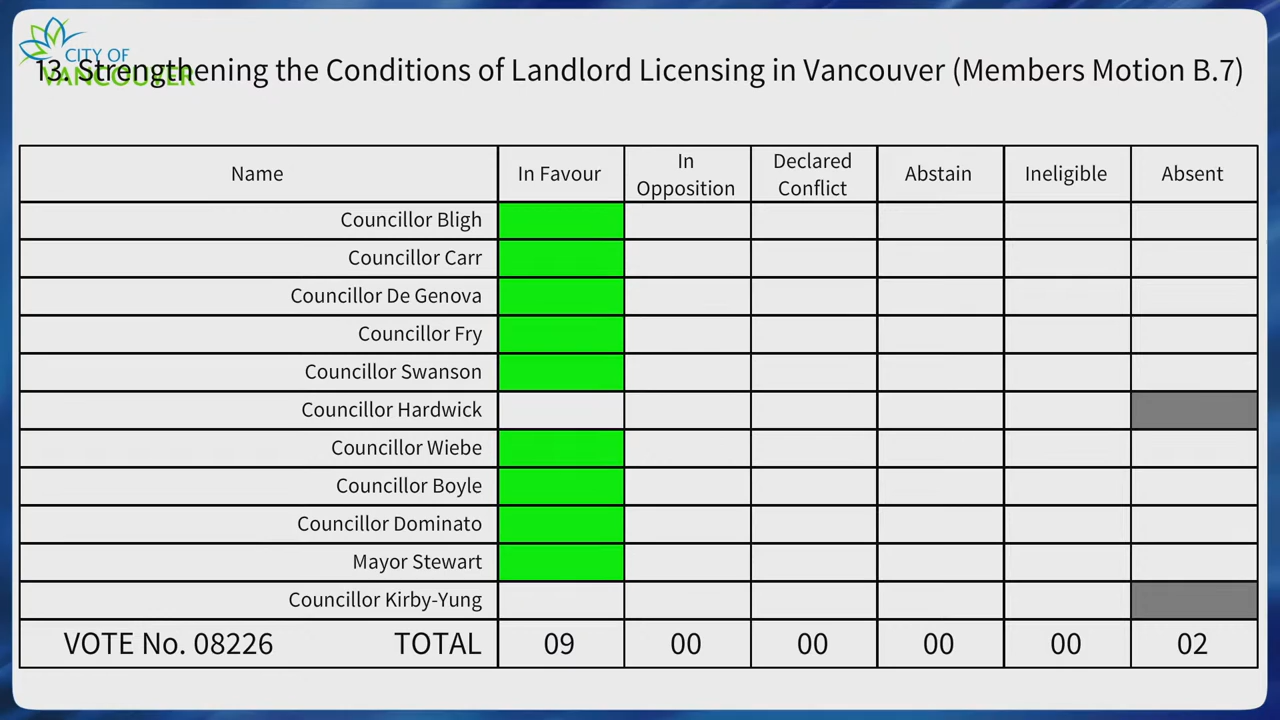 CITY OF
VANCOUVER
13. Strengthening the Conditions of Landlord Licensing in Vancouver (Members Motion B.7)
Name In Favour In Opposition Declared Conflict Abstain Ineligible Absent
Councillor Bligh
Councillor Carr
Councillor De Genova
Councillor Fry
Councillor Swanson
Councillor Hardwick
Councillor Wiebe
Councillor Boyle
Councillor Dominato
Mayor Stewart
Councillor Kirby-Yung
VOTE No. 08226 TOTAL 09 00 00 00 00 02